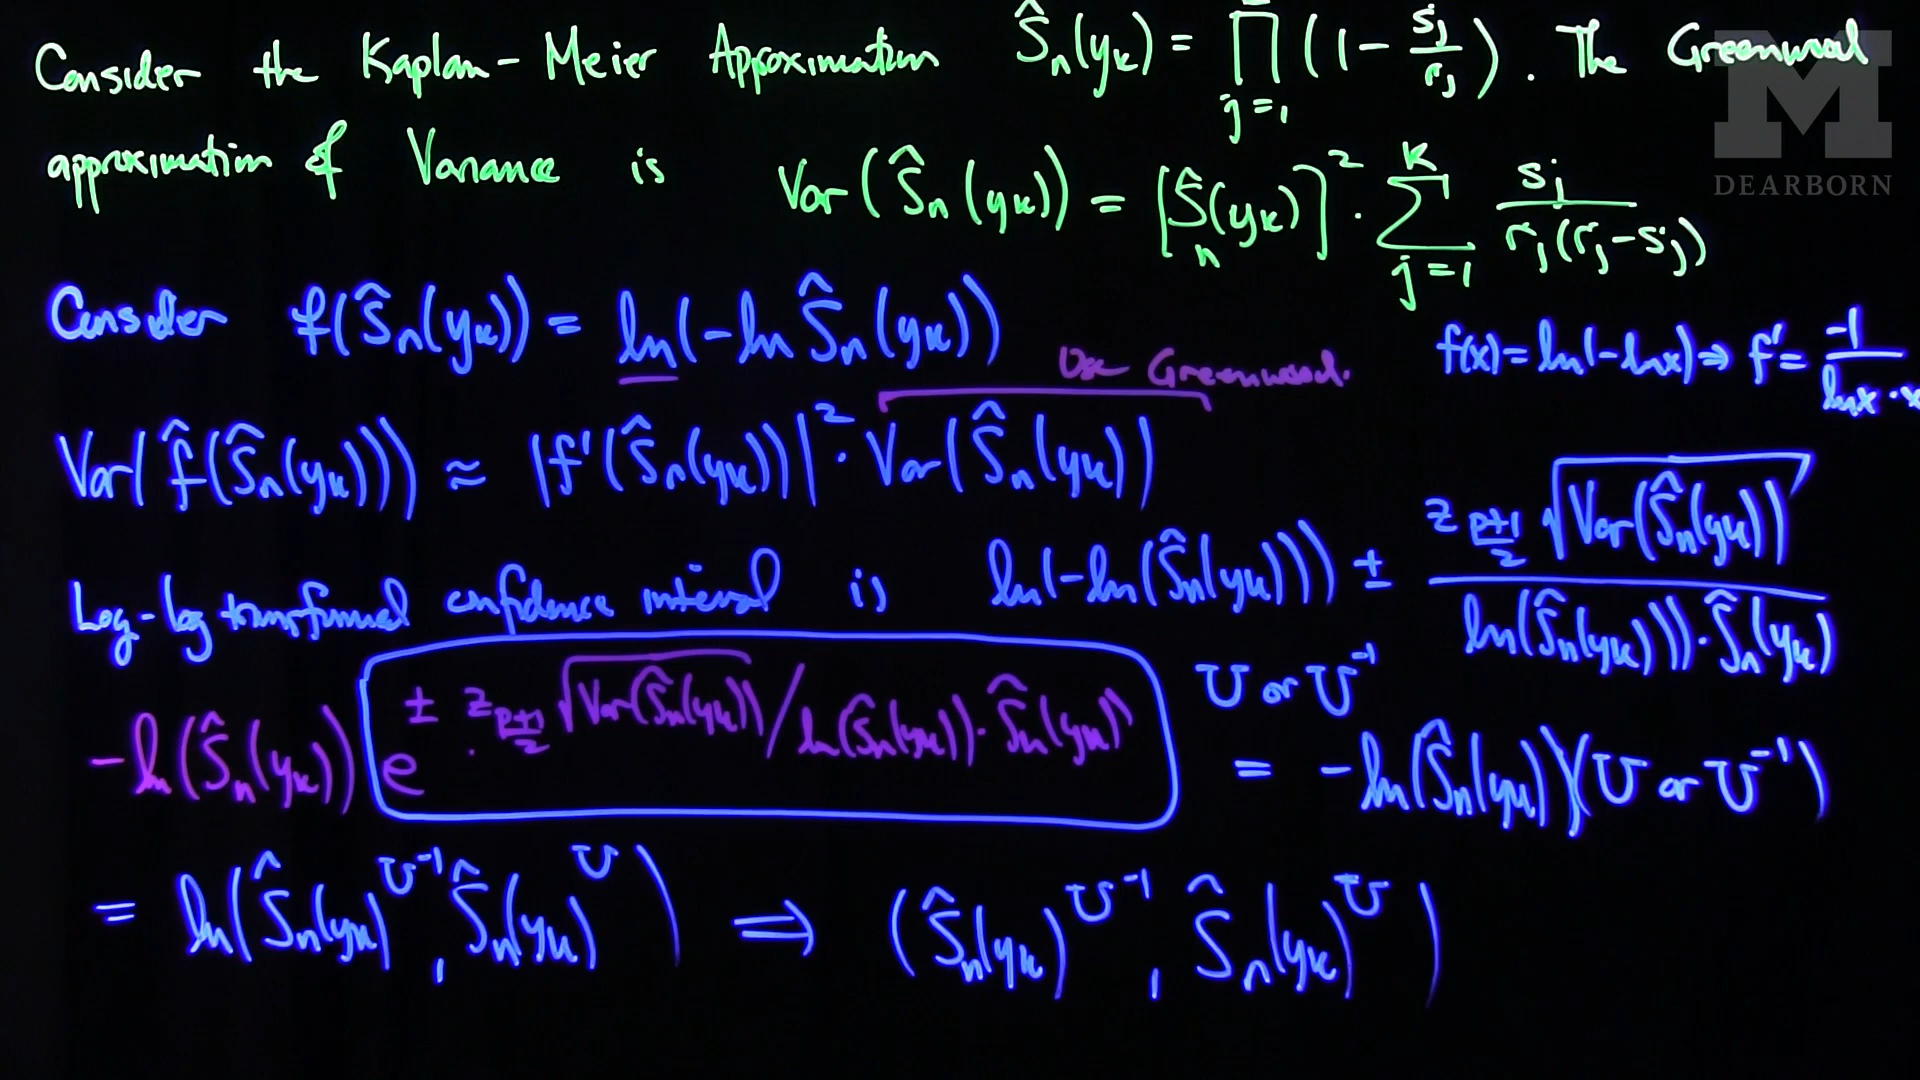 Consider the Kaplan-Meier Approximation Ŝₙ(yₖ) = ∏ⱼ₌₁ (1 - sⱼ/rⱼ). The Greenwood
approximation of Variance is Var(Ŝₙ(yₖ)) = [Ŝₙ(yₖ)]² · ∑ⱼ₌₁ᴷ sⱼ / rⱼ(rⱼ-sⱼ)
M
DEARBORN
Consider f(Ŝₙ(yₖ)) = ln(-ln Ŝₙ(yₖ))
f(x) = ln(-lnx) ⇒ f' = -1 / lnx·x
Use Greenwood.
Var(f̂(Ŝₙ(yₖ))) ≈ |f'(Ŝₙ(yₖ))|² · Var(Ŝₙ(yₖ))
Log-log transformed confidence interval is ln(-ln(Ŝₙ(yₖ))) ± z_{(p+1)/2} √Var(Ŝₙ(yₖ)) / ln(Ŝₙ(yₖ))) · Ŝₙ(yₖ)
-ln(Ŝₙ(yₖ)) e^{± z_{(p+1)/2} √Var(Ŝₙ(yₖ)) / ln(Ŝₙ(yₖ)) · Ŝₙ(yₖ)} U or U⁻¹
= -ln(Ŝₙ(yₖ))(U or U⁻¹)
= ln(Ŝₙ(yₖ)^{U⁻¹}, Ŝₙ(yₖ)^{U}) ⟹ (Ŝₙ(yₖ)^{U⁻¹}, Ŝₙ(yₖ)^{U})